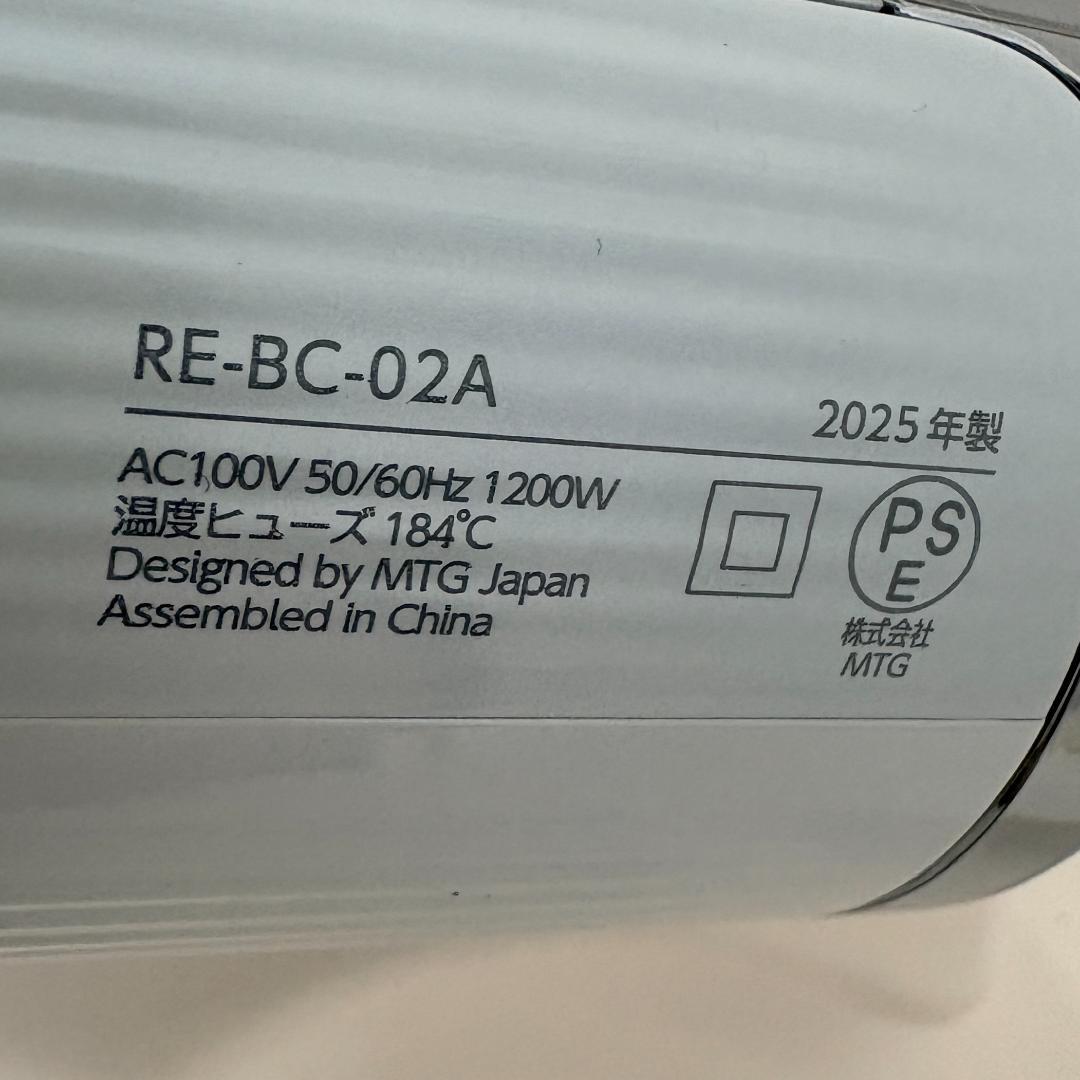 RE-BC-02A
2025年製
AC100V 50/60Hz 1200W
温度ヒューズ 184℃
Designed by MTG Japan
Assembled in China
PS
E
株式会社
MTG